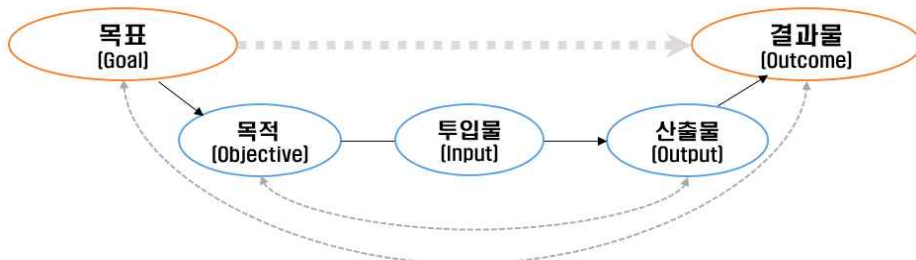 목표
(Goal)
결과물
(Outcome)
목적
(Objective)
투입물
(Input)
산출물
(Output)